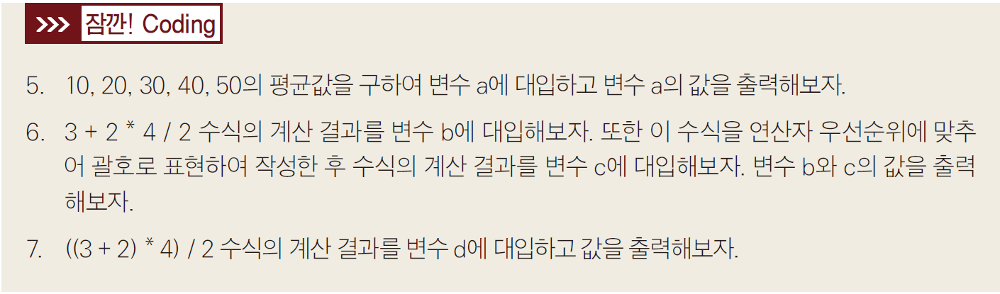 >>> 잠깐! Coding
5. 10, 20, 30, 40, 50의 평균값을 구하여 변수 a에 대입하고 변수 a의 값을 출력해보자.
6. 3 + 2 * 4 / 2 수식의 계산 결과를 변수 b에 대입해보자. 또한 이 수식을 연산자 우선순위에 맞추
어 괄호로 표현하여 작성한 후 수식의 계산 결과를 변수 c에 대입해보자. 변수 b와 c의 값을 출력
해보자.
7. ((3 + 2) * 4) / 2 수식의 계산 결과를 변수 d에 대입하고 값을 출력해보자.